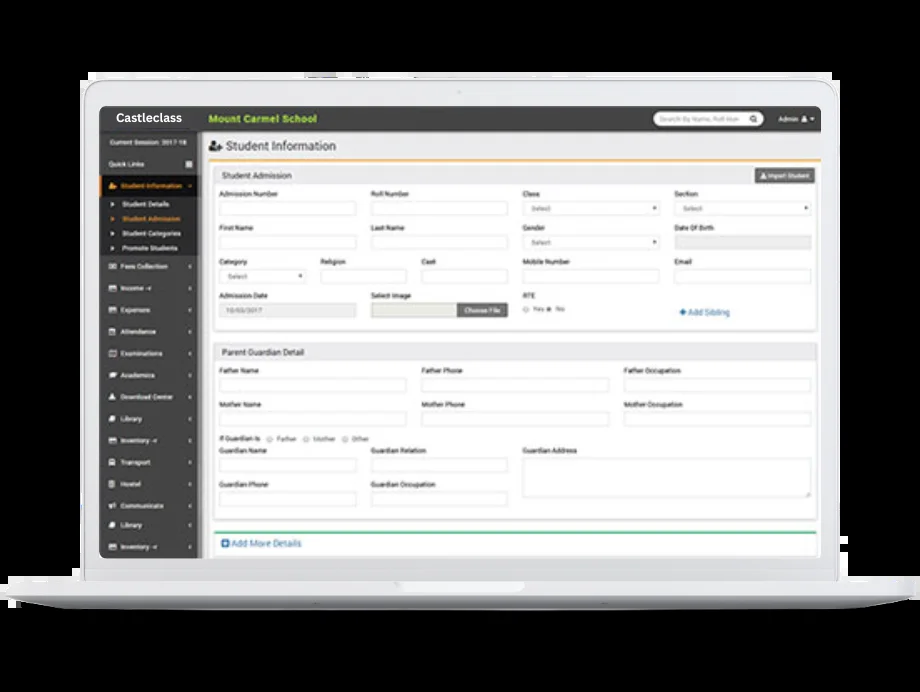 Castleclass
Mount Carmel School
Search By Name, Roll Num
Admin
Current Session: 2017-18
Quick Links
Student Information
Student Details
Student Admission
Student Categories
Promote Students
Fees Collection
Income
Expenses
Attendance
Examinations
Academics
Download Center
Library
Inventory
Transport
Hostel
Communicate
Library
Inventory
Student Information
Student Admission
Import Student
Admission Number Roll Number Class Section
Select Select
First Name Last Name Gender Date Of Birth
Select
Category Religion Cast Mobile Number Email
Select
Admission Date Select Image RTE
10/03/2017 Choose File Yes No
Add Sibling
Parent Guardian Detail
Father Name Father Phone Father Occupation
Mother Name Mother Phone Mother Occupation
If Guardian Is Father Mother Other
Guardian Name Guardian Relation Guardian Address
Guardian Phone Guardian Occupation
Add More Details